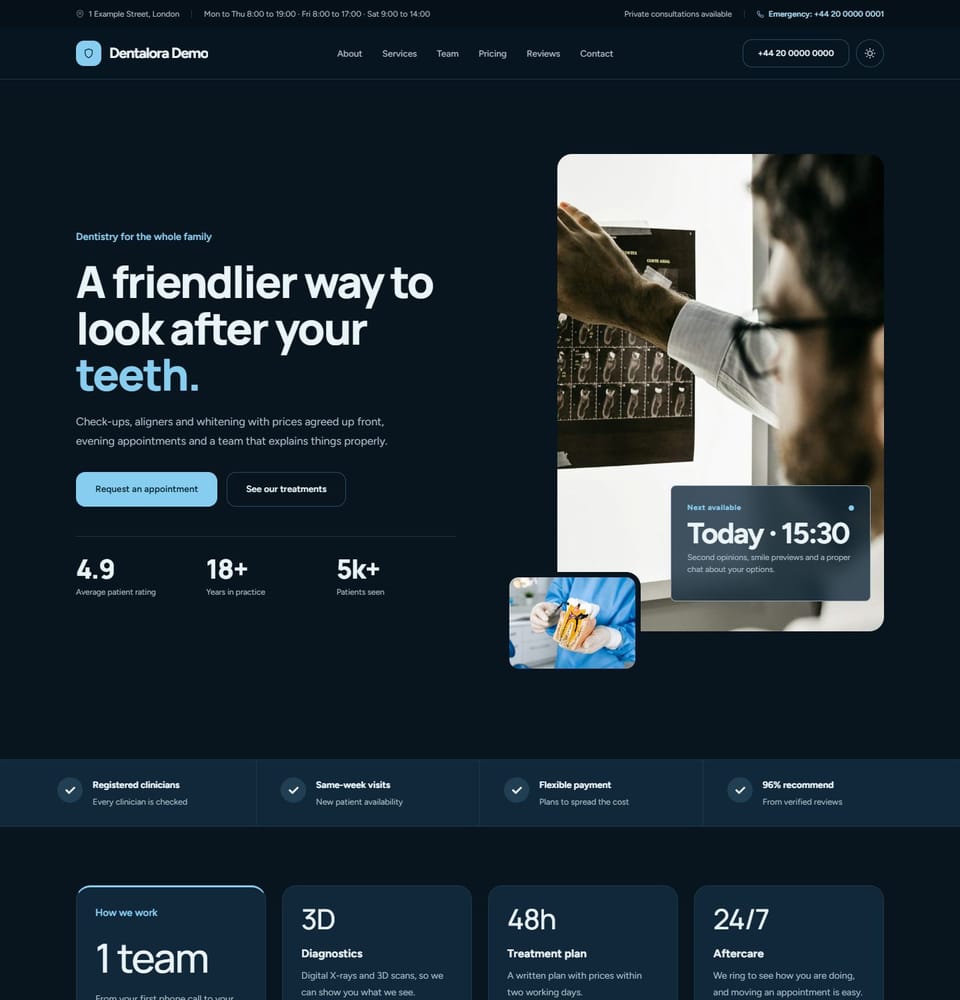 1 Example Street, London
Mon to Thu 8:00 to 19:00 · Fri 8:00 to 17:00 · Sat 9:00 to 14:00
Private consultations available
Emergency: +44 20 0000 0001
Dentalora Demo
About
Services
Team
Pricing
Reviews
Contact
+44 20 0000 0000
Dentistry for the whole family
A friendlier way to
look after your
teeth.
Check-ups, aligners and whitening with prices agreed up front,
evening appointments and a team that explains things properly.
Request an appointment
See our treatments
4.9
Average patient rating
18+
Years in practice
5k+
Patients seen
Next available
Today · 15:30
Second opinions, smile previews and a proper
chat about your options.
Registered clinicians
Every clinician is checked
Same-week visits
New patient availability
Flexible payment
Plans to spread the cost
96% recommend
From verified reviews
How we work
1 team
From your first phone call to your
3D
Diagnostics
Digital X-rays and 3D scans, so we
can show you what we see.
48h
Treatment plan
A written plan with prices within
two working days.
24/7
Aftercare
We ring to see how you are doing,
and moving an appointment is easy.